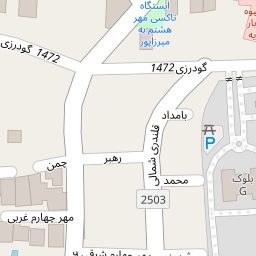 ایستگاه
تاکسی مهر
هشتم به
میرزاپور
گودرزی 1472
گودرزی 1472
بامداد
قلندری شمالی
P
رهبر
چمن
محمد
بلوک
G
2503
مهر چهارم غربی